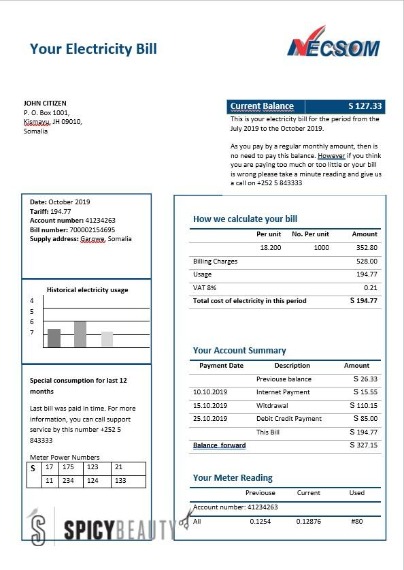 Your Electricity Bill
NECSOM
JOHN CITIZEN
P. O. Box 1001,
Kismayu, JH 09010,
Somalia
Current Balance $ 127.33
This is your electricity bill for the period from the
July 2019 to the October 2019.
As you pay by a regular monthly amount, then is
no need to pay this balance. However if you think
you are paying too much or too little or your bill
is wrong please take a minute reading and give us
a call on +252 5 843333
Date: October 2019
Tariff: 194.77
Account number: 41234263
Bill number: 700002154695
Supply address: Garowe, Somalia
Historical electricity usage
4
5
6
7
Special consumption for last 12
months
Last bill was paid in time. For more
information, you can call support
service by this number +252 5
843333
Meter Power Numbers
S 17 175 123 21
11 234 124 133
How we calculate your bill
Per unit No. Per unit Amount
18.200 1000 352.80
Billing Charges 528.00
Usage 194.77
VAT 8% 0.21
Total cost of electricity in this period $ 194.77
Your Account Summary
Payment Date Description Amount
Previouse balance $ 26.33
10.10.2019 Internet Payment $ 15.55
15.10.2019 Witdrawal $ 110.15
25.10.2019 Debit Credit Payment $ 85.00
This Bill $ 194.77
Balance forward $ 327.15
Your Meter Reading
Previouse Current Used
Account number: 41234263
All 0.1254 0.12876 #80
SPICYBEAUTY